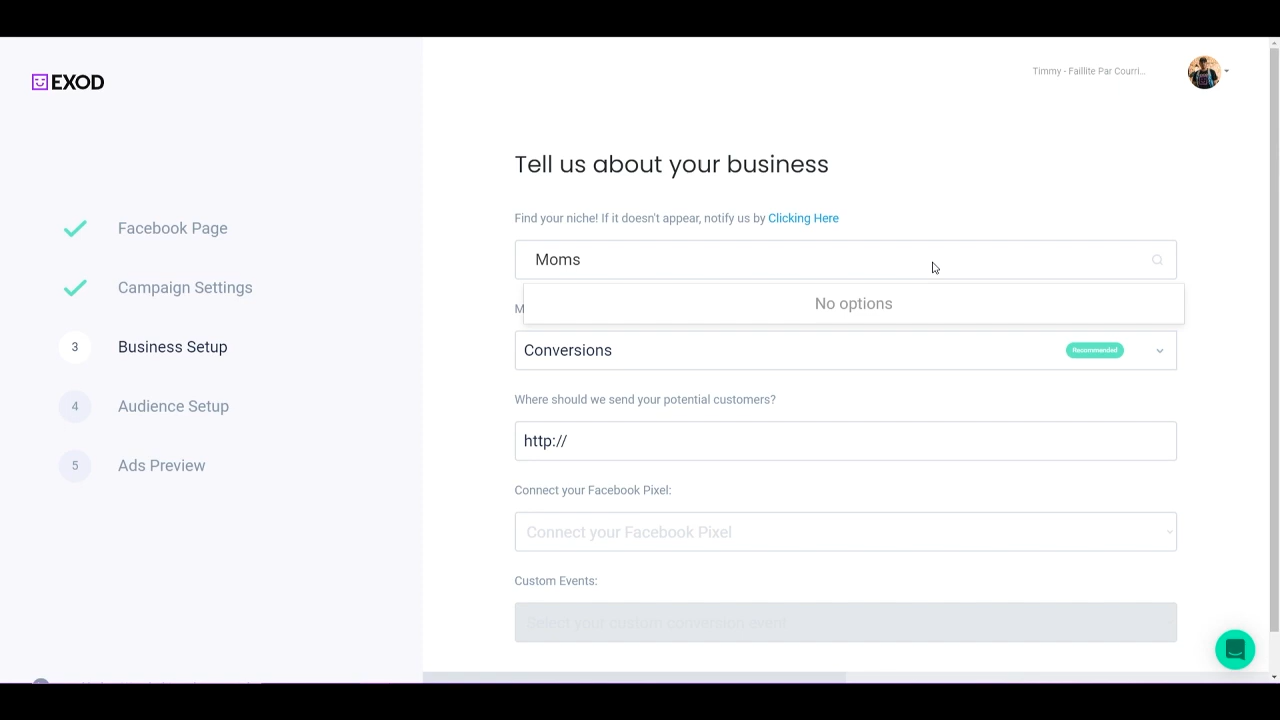 EXOD
Timmy - Faillite Par Courri...
Facebook Page
Campaign Settings
3 Business Setup
4 Audience Setup
5 Ads Preview
Tell us about your business
Find your niche! If it doesn't appear, notify us by Clicking Here
Moms
No options
M
Conversions
Recommended
Where should we send your potential customers?
http://
Connect your Facebook Pixel:
Connect your Facebook Pixel
Custom Events:
Select your custom conversion event